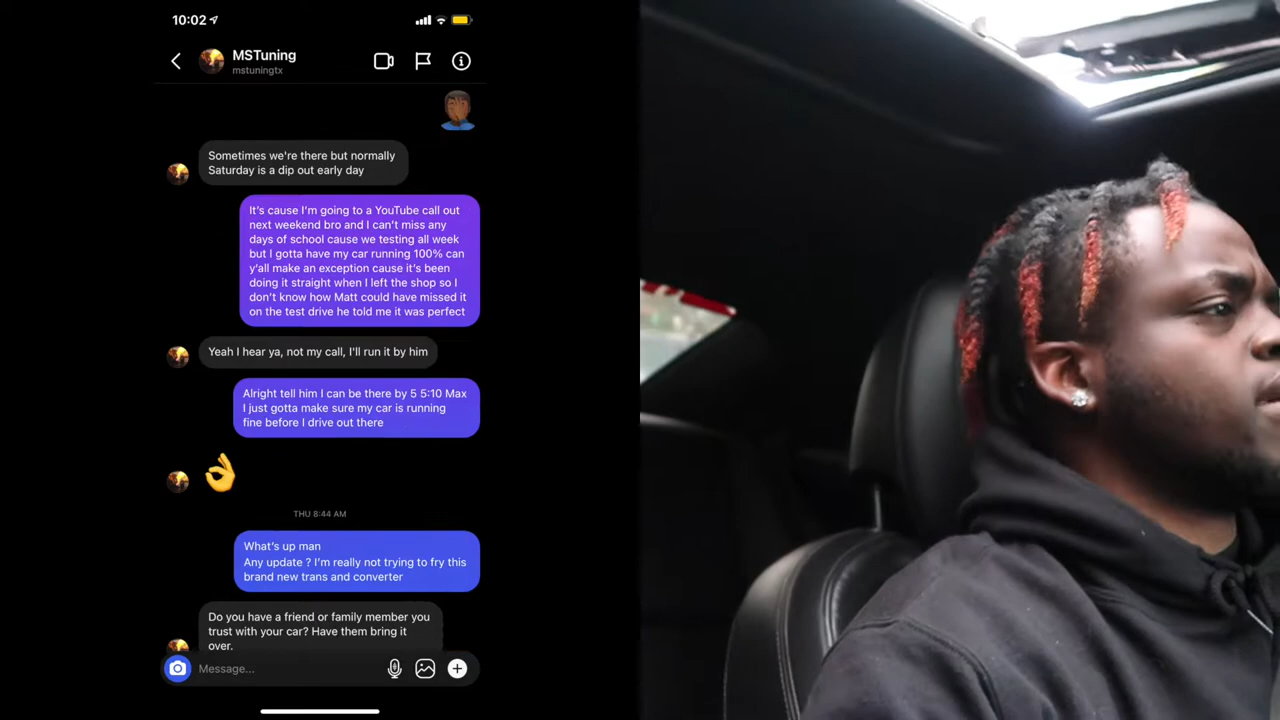 10:02
MSTuning
mstuningtx
Sometimes we're there but normally
Saturday is a dip out early day
It's cause I'm going to a YouTube call out
next weekend bro and I can't miss any
days of school cause we testing all week
but I gotta have my car running 100% can
y'all make an exception cause it's been
doing it straight when I left the shop so I
don't know how Matt could have missed it
on the test drive he told me it was perfect
Yeah I hear ya, not my call, I'll run it by him
Alright tell him I can be there by 5 5:10 Max
I just gotta make sure my car is running
fine before I drive out there
THU 8:44 AM
What's up man
Any update ? I'm really not trying to fry this
brand new trans and converter
Do you have a friend or family member you
trust with your car? Have them bring it
over.
Message...